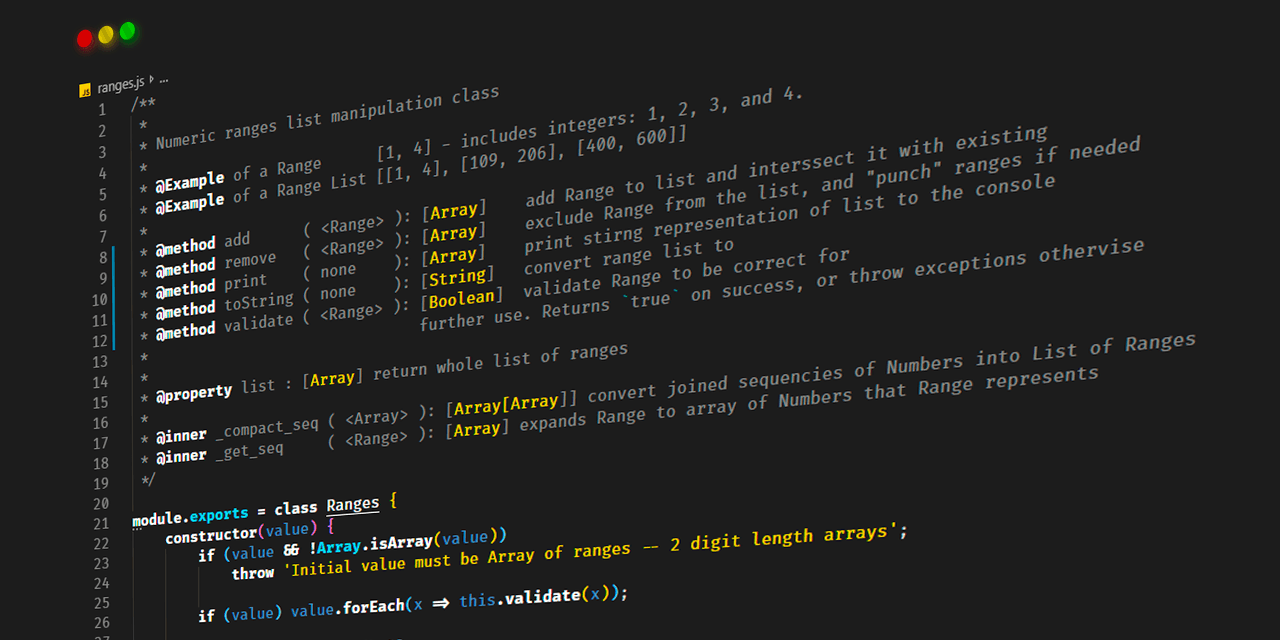 JS ranges.js ▸ ...
1 /**
2 *
3 * Numeric ranges list manipulation class
4 *
5 * @Example of a Range      [1, 4] - includes integers: 1, 2, 3, and 4.
6 * @Example of a Range List [[1, 4], [109, 206], [400, 600]]
7 *
8 * @method add      ( <Range> ): [Array]    add Range to list and interssect it with existing
9 * @method remove   ( <Range> ): [Array]    exclude Range from the list, and "punch" ranges if needed
10 * @method print    ( none    ): [Array]    print stirng representation of list to the console
11 * @method toString ( none    ): [String]   convert range list to
12 * @method validate ( <Range> ): [Boolean]  validate Range to be correct for
13 * further use. Returns `true` on success, or throw exceptions othervise
14 *
15 * @property list : [Array] return whole list of ranges
16 *
17 * @inner _compact_seq ( <Array> ): [Array[Array]] convert joined sequencies of Numbers into List of Ranges
18 * @inner _get_seq     ( <Range> ): [Array] expands Range to array of Numbers that Range represents
19 */
20
21 module.exports = class Ranges {
22 constructor(value) {
23 if (value && !Array.isArray(value))
24 throw 'Initial value must be Array of ranges -- 2 digit length arrays';
25
26 if (value) value.forEach(x => this.validate(x));
27